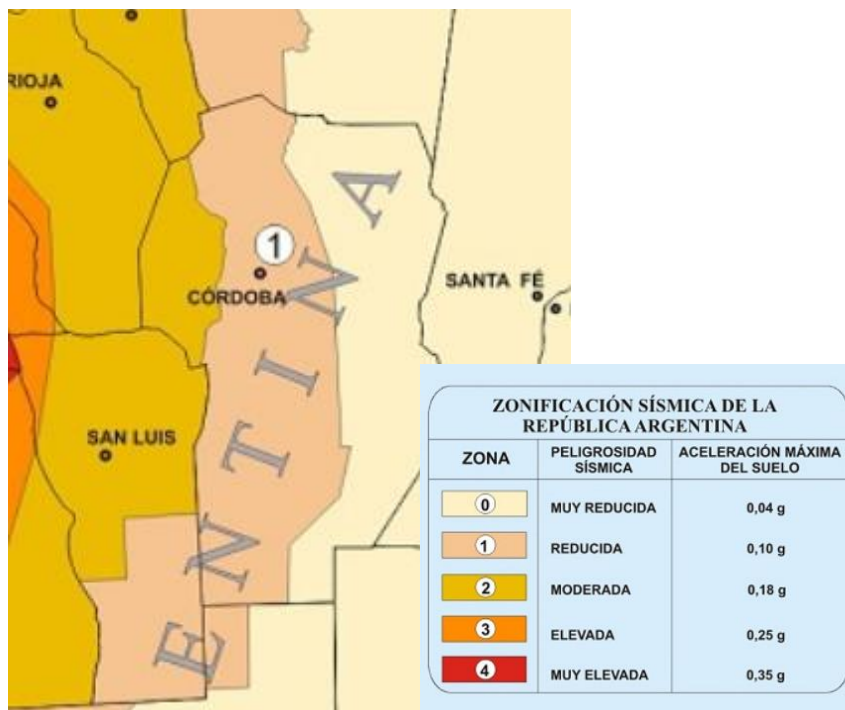 RIOJA
1
CÓRDOBA
SANTA FÉ
SAN LUIS
E N T I N A
ZONIFICACIÓN SÍSMICA DE LA
REPÚBLICA ARGENTINA
ZONA PELIGROSIDAD SÍSMICA ACELERACIÓN MÁXIMA DEL SUELO
0 MUY REDUCIDA 0,04 g
1 REDUCIDA 0,10 g
2 MODERADA 0,18 g
3 ELEVADA 0,25 g
4 MUY ELEVADA 0,35 g